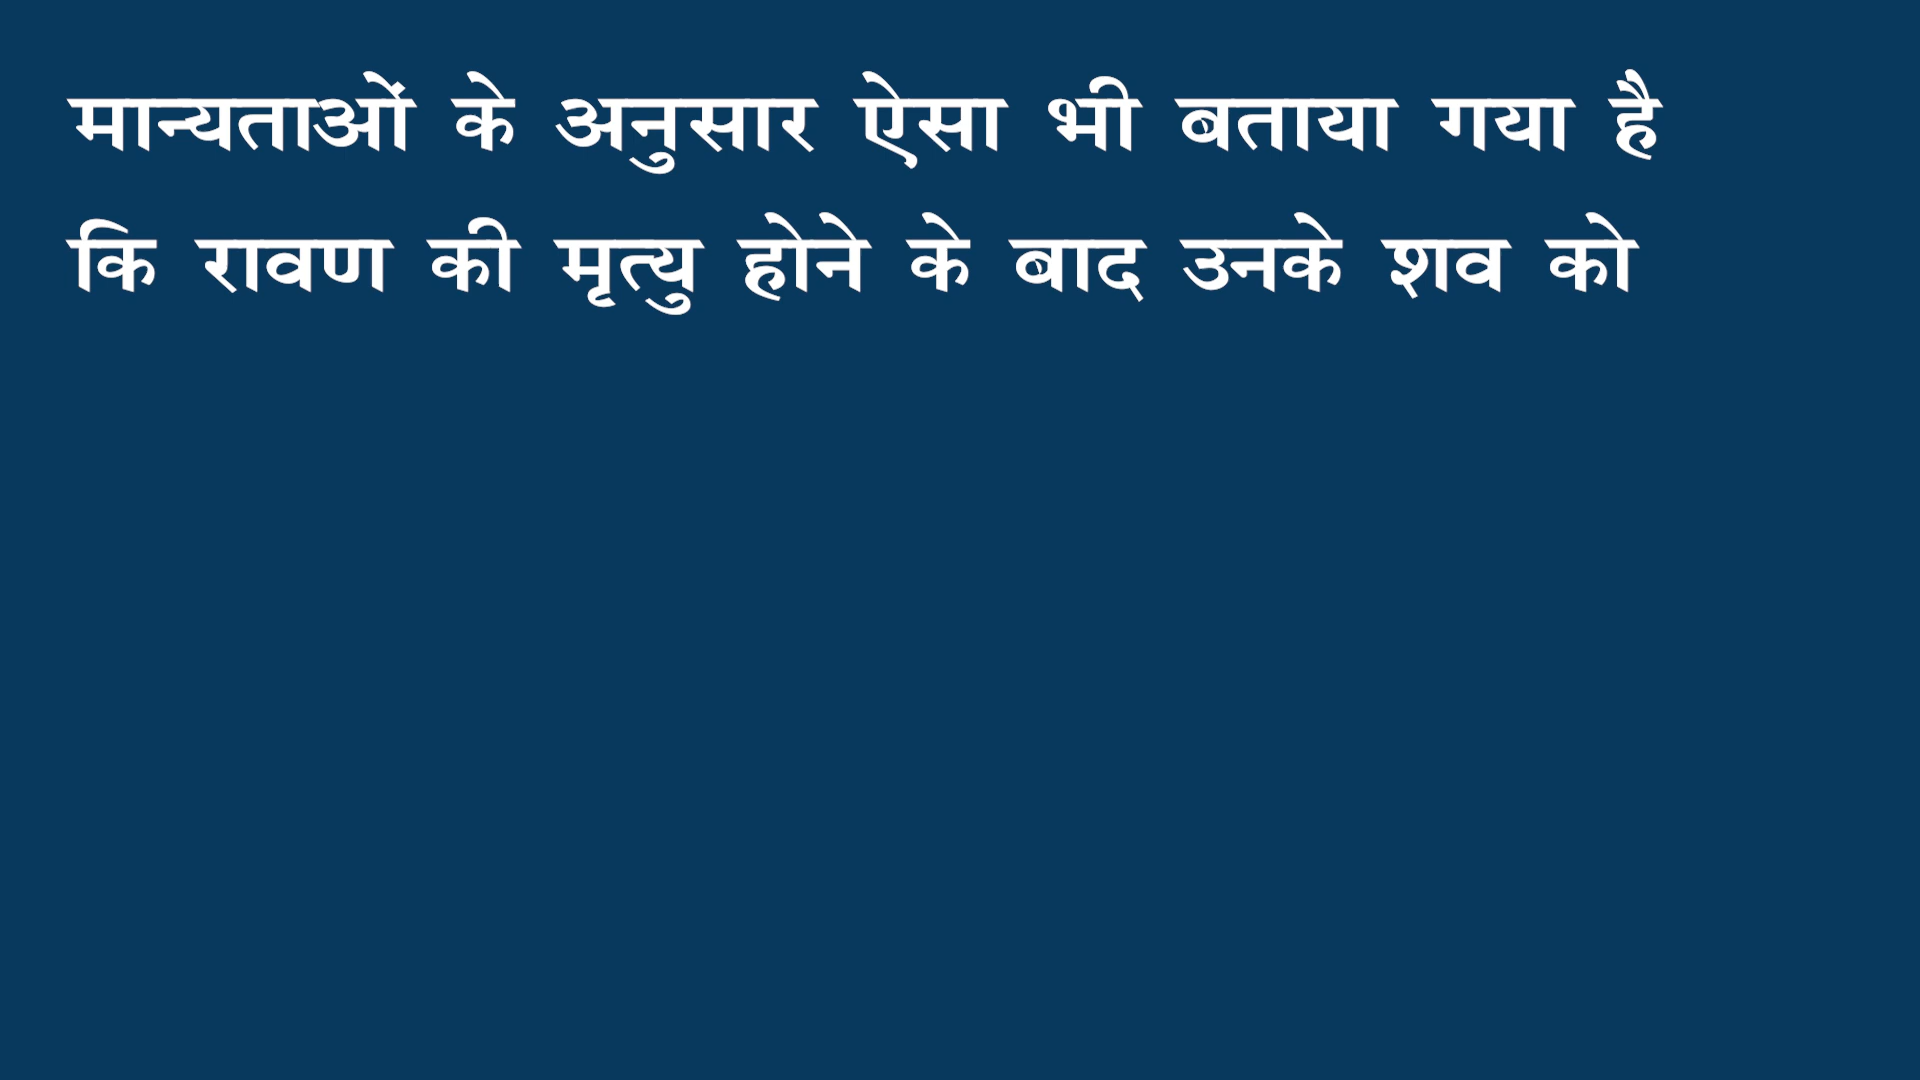 मान्यताओं के अनुसार ऐसा भी बताया गया है
कि रावण की मृत्यु होने के बाद उनके शव को